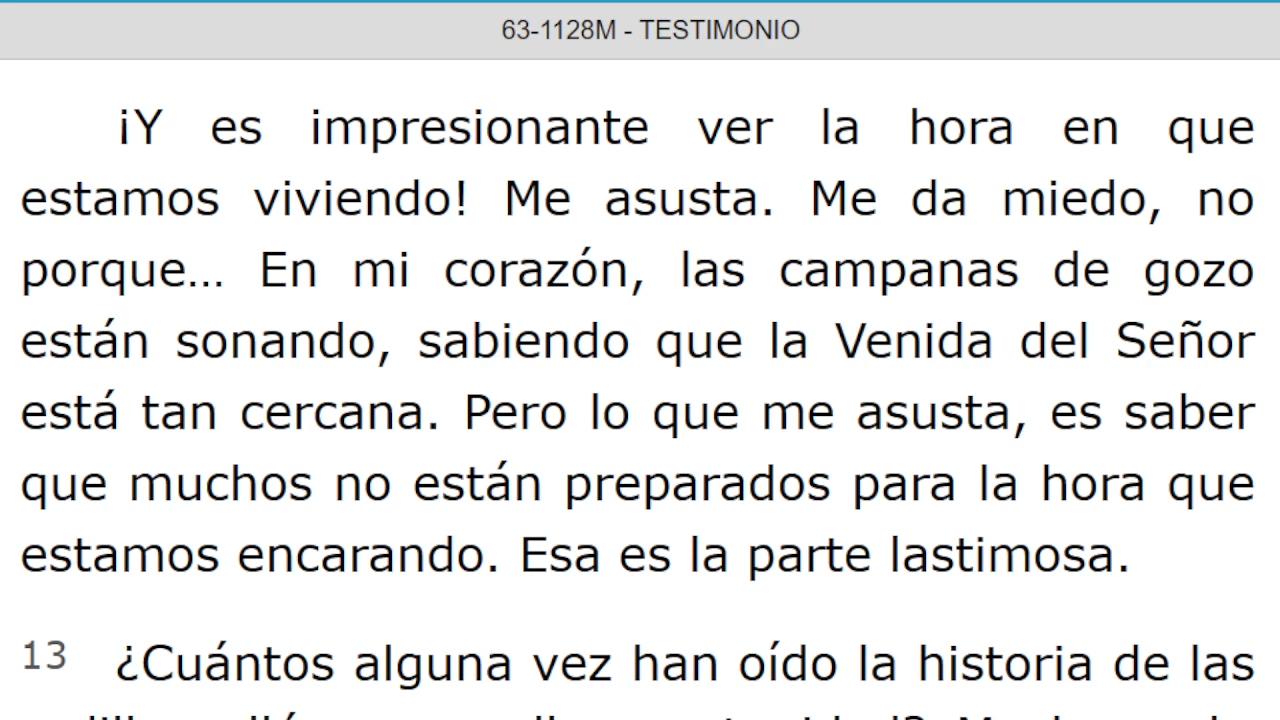 63-1128M - TESTIMONIO
¡Y es impresionante ver la hora en que
estamos viviendo! Me asusta. Me da miedo, no
porque... En mi corazón, las campanas de gozo
están sonando, sabiendo que la Venida del Señor
está tan cercana. Pero lo que me asusta, es saber
que muchos no están preparados para la hora que
estamos encarando. Esa es la parte lastimosa.
13 ¿Cuántos alguna vez han oído la historia de las